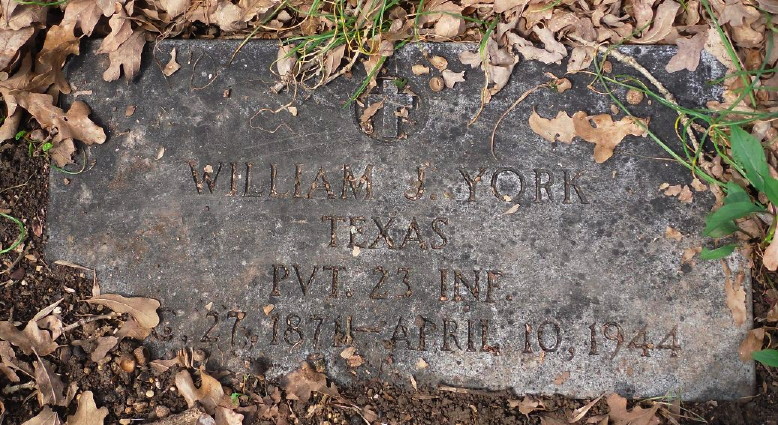 WILLIAM J. YORK
TEXAS
PVT. 23 INF.
G. 27, — APRIL 10, 1944